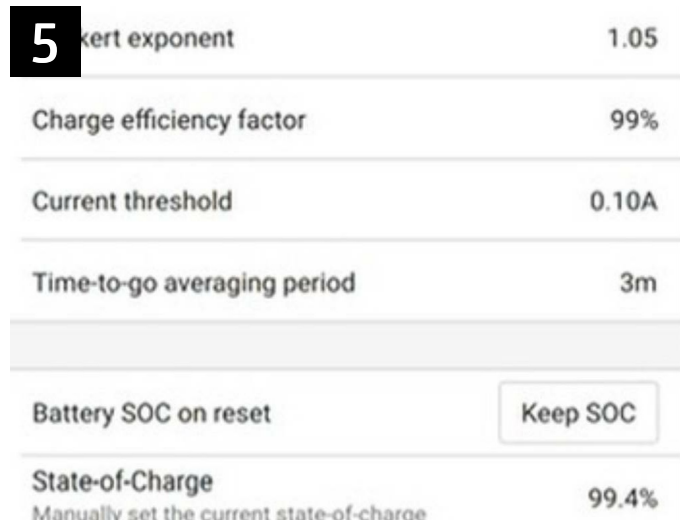 5
kert exponent 1.05
Charge efficiency factor 99%
Current threshold 0.10A
Time-to-go averaging period 3m
Battery SOC on reset Keep SOC
State-of-Charge 99.4%
Manually set the current state-of-charge